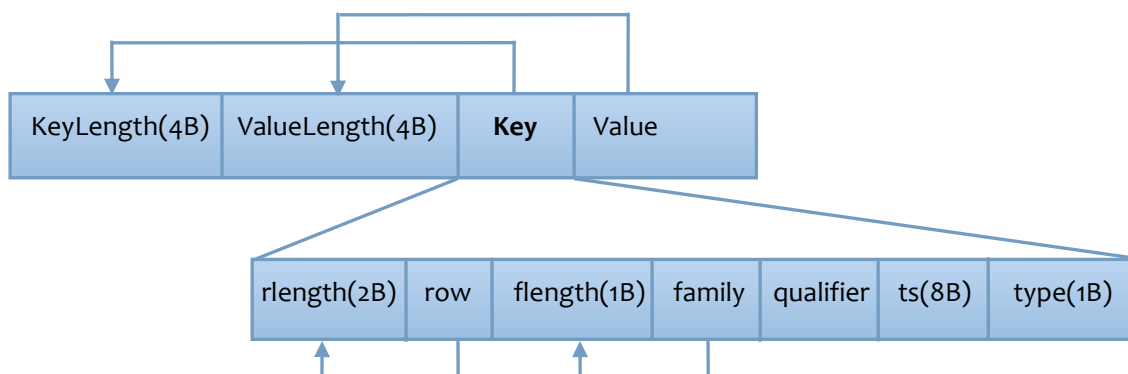 KeyLength(4B) ValueLength(4B) Key Value
rlength(2B) row flength(1B) family qualifier ts(8B) type(1B)